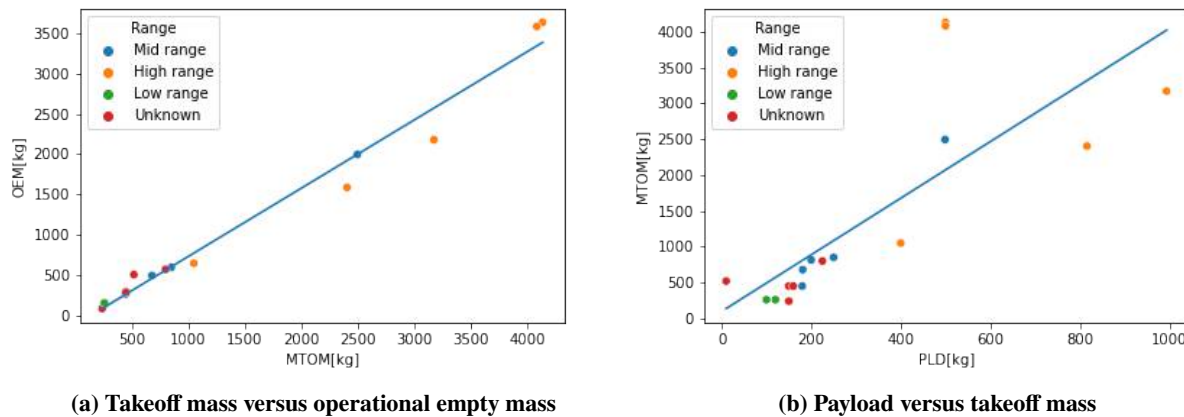 Range
Mid range
High range
Low range
Unknown
3500
3000
2500
2000
1500
1000
500
0
OEM[kg]
500 1000 1500 2000 2500 3000 3500 4000
MTOM[kg]
(a) Takeoff mass versus operational empty mass
Range
Mid range
High range
Low range
Unknown
4000
3500
3000
2500
2000
1500
1000
500
0
MTOM[kg]
0 200 400 600 800 1000
PLD[kg]
(b) Payload versus takeoff mass